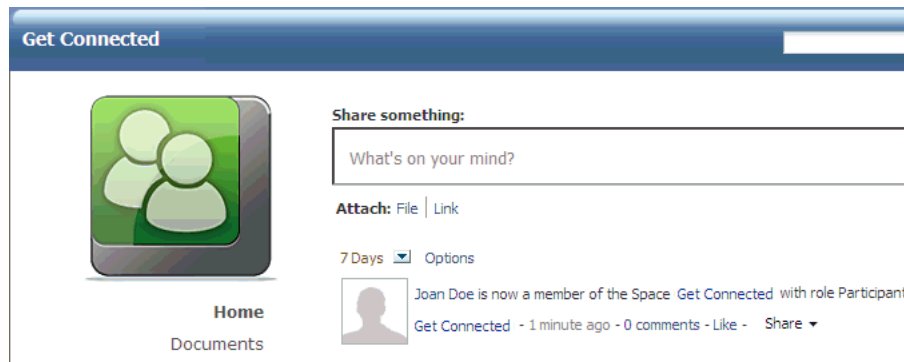 Get Connected
Share something:
What's on your mind?
Attach: File | Link
7 Days Options
Joan Doe is now a member of the Space Get Connected with role Participant
Get Connected - 1 minute ago - 0 comments - Like - Share
Home
Documents